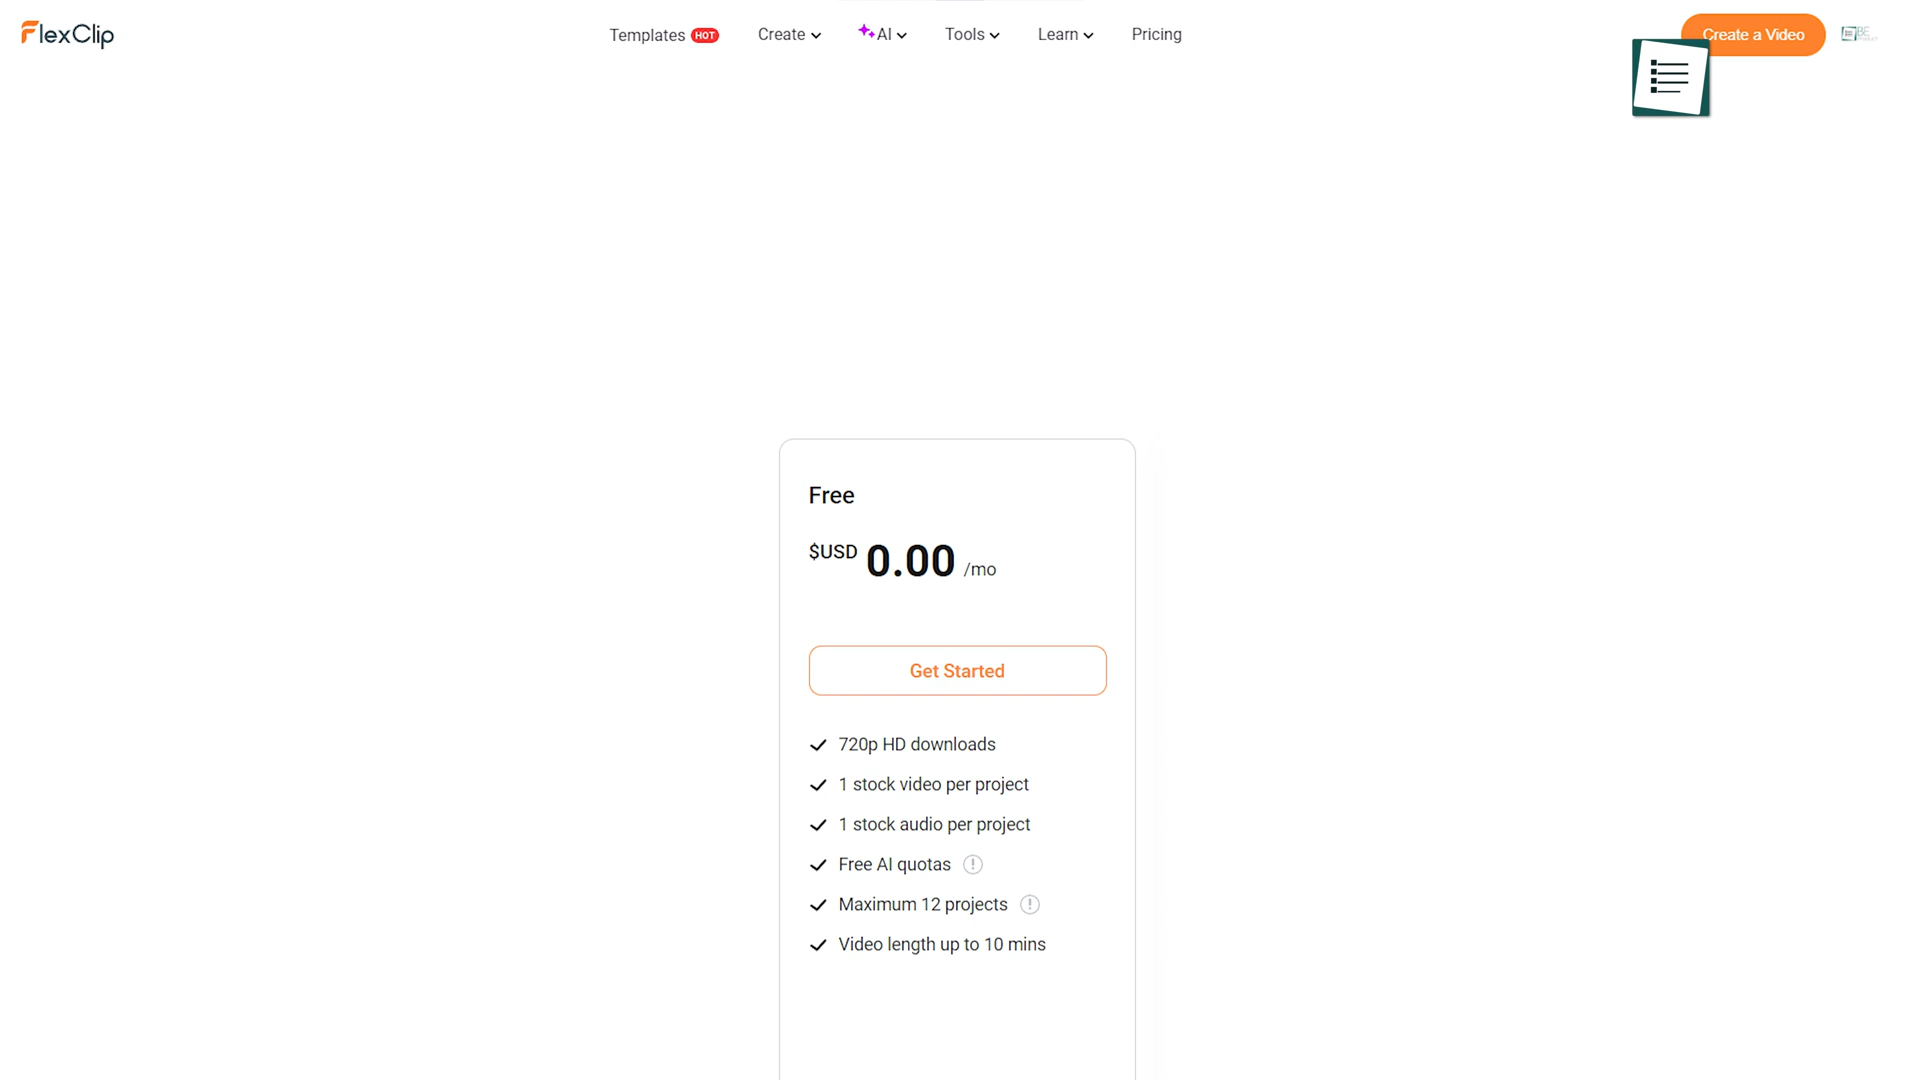 FlexClip
Templates HOT
Create
AI
Tools
Learn
Pricing
Create a Video
BE
Free
$USD 0.00 /mo
Get Started
720p HD downloads
1 stock video per project
1 stock audio per project
Free AI quotas
Maximum 12 projects
Video length up to 10 mins